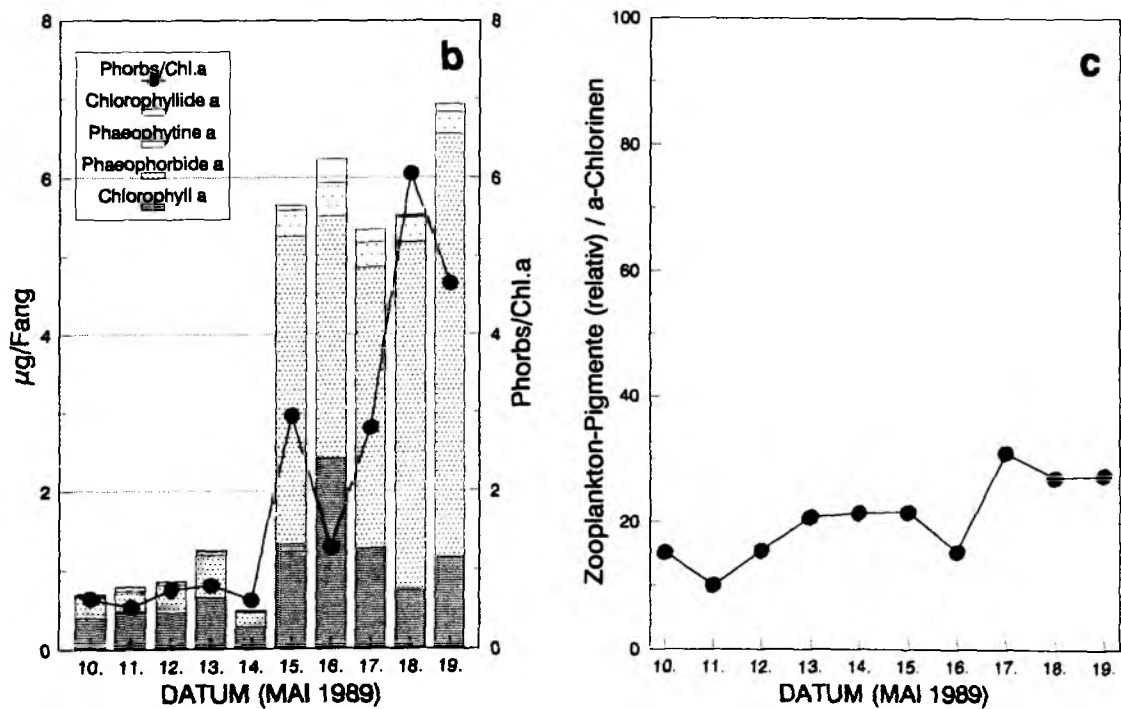 b
Phorbs/Chl.a
Chlorophyllide a
Phaeophytine a
Phaeophorbide a
Chlorophyll a
8
6
4
2
0
µg/Fang
8
6
4
2
0
Phorbs/Chl.a
10. 11. 12. 13. 14. 15. 16. 17. 18. 19.
DATUM (MAI 1989)
c
100
80
60
40
20
0
Zooplankton-Pigmente (relativ) / a-Chlorinen
10. 11. 12. 13. 14. 15. 16. 17. 18. 19.
DATUM (MAI 1989)